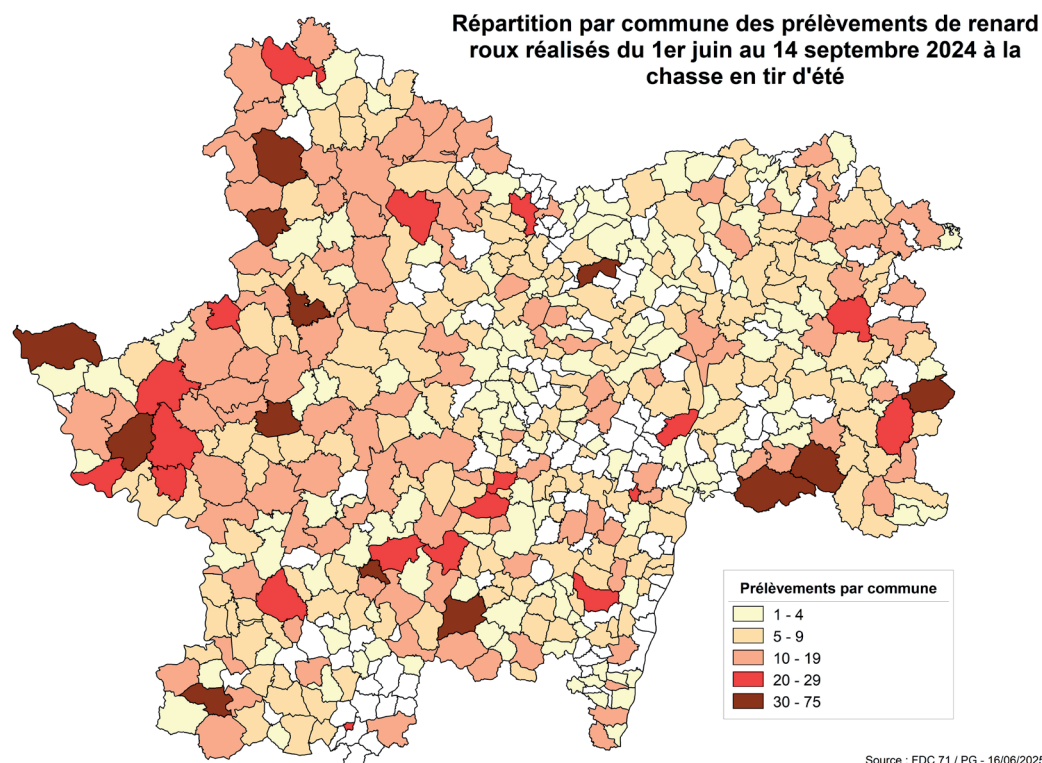 Répartition par commune des prélèvements de renard
roux réalisés du 1er juin au 14 septembre 2024 à la
chasse en tir d'été
Prélèvements par commune
1 - 4
5 - 9
10 - 19
20 - 29
30 - 75
Source : FDC 71 / PG - 16/06/2025